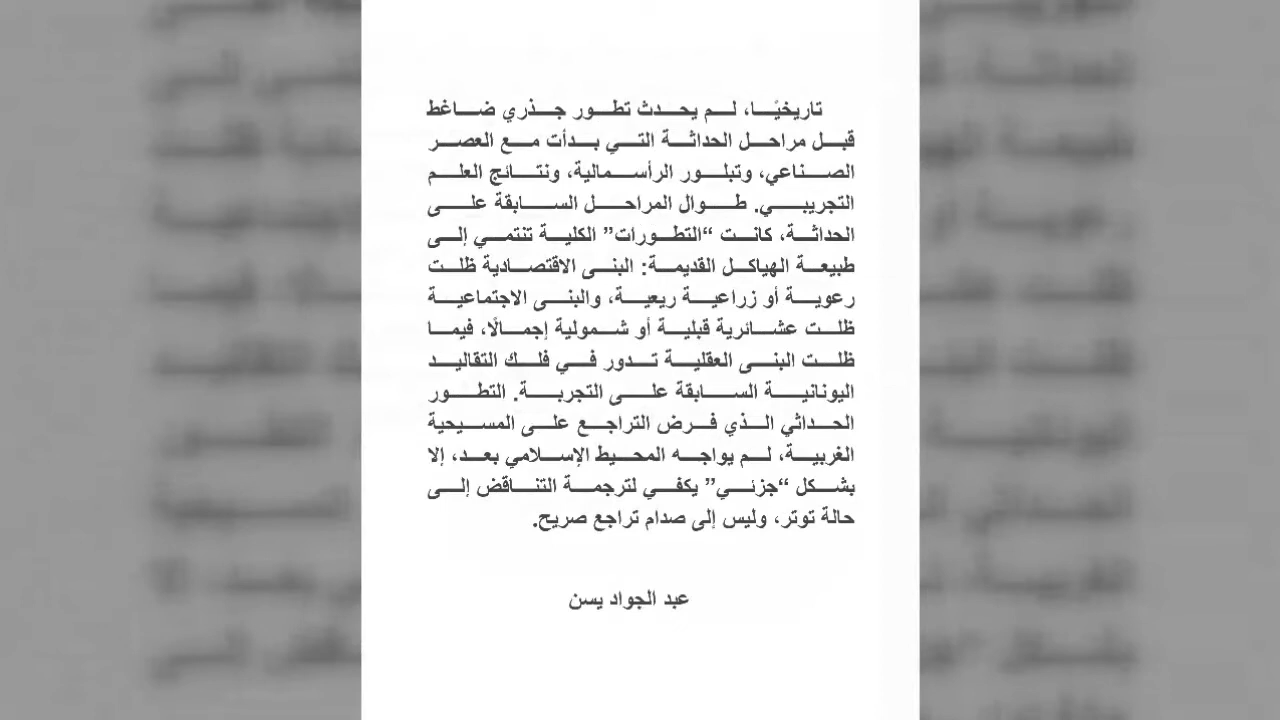 تاريخيًا، لم يحدث تطور جذري ضاغط
قبل مراحل الحداثة التي بدأت مع العصر
الصناعي، وتبلور الرأسمالية، ونتائج العلم
التجريبي. طوال المراحل السابقة على
الحداثة، كانت “التطورات” الكلية تنتمي إلى
طبيعة الهياكل القديمة: البنى الاقتصادية ظلت
رعوية أو زراعية ريعية، والبنى الاجتماعية
ظلت عشائرية قبلية أو شمولية إجمالًا، فيما
ظلت البنى العقلية تدور في فلك التقاليد
اليونانية السابقة على التجربة. التطور
الحداثي الذي فرض التراجع على المسيحية
الغربية، لم يواجه المحيط الإسلامي بعد، إلا
بشكل “جزئي” يكفي لترجمة التناقض إلى
حالة توتر، وليس إلى صدام تراجع صريح.
عبد الجواد يسن